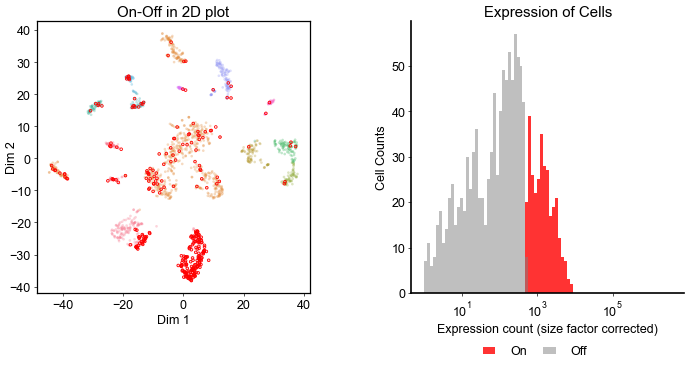 On-Off in 2D plot
40
30
20
10
0
−10
−20
−30
−40
Dim 2
−40 −20 0 20 40
Dim 1
Expression of Cells
50
40
30
20
10
0
Cell Counts
10^1 10^3 10^5
Expression count (size factor corrected)
On Off